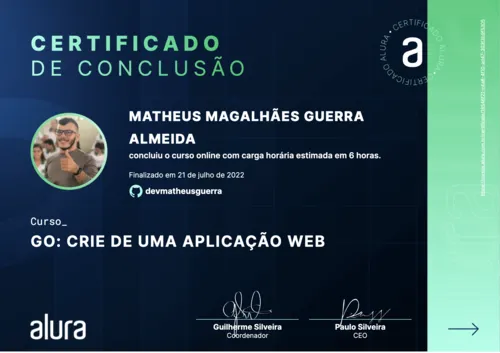 CERTIFICADO
DE CONCLUSÃO
CERTIFICADO ALURA • CERTIFICADO ALURA •
a
MATHEUS MAGALHÃES GUERRA
ALMEIDA
concluiu o curso online com carga horária estimada em 6 horas.
Finalizado em 21 de julho de 2022
devmatheusguerra
Curso_
GO: CRIE DE UMA APLICAÇÃO WEB
alura
Guilherme Silveira
Coordenador
Paulo Silveira
CEO